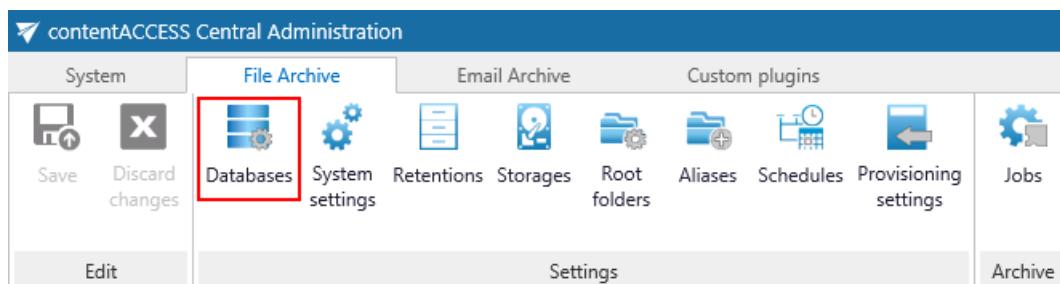 contentACCESS Central Administration
System File Archive Email Archive Custom plugins
Save Discard changes Databases System settings Retentions Storages Root folders Aliases Schedules Provisioning settings Jobs
Edit Settings Archive